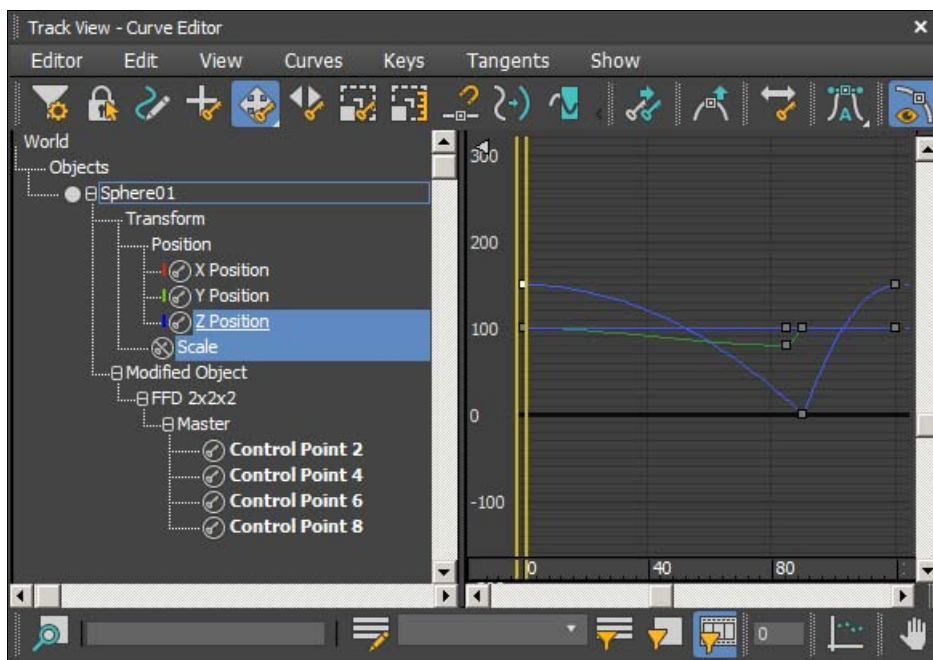 Track View - Curve Editor
Editor Edit View Curves Keys Tangents Show
World
Objects
Sphere01
Transform
Position
X Position
Y Position
Z Position
Scale
Modified Object
FFD 2x2x2
Master
Control Point 2
Control Point 4
Control Point 6
Control Point 8
300
200
100
0
-100
0 40 80
0